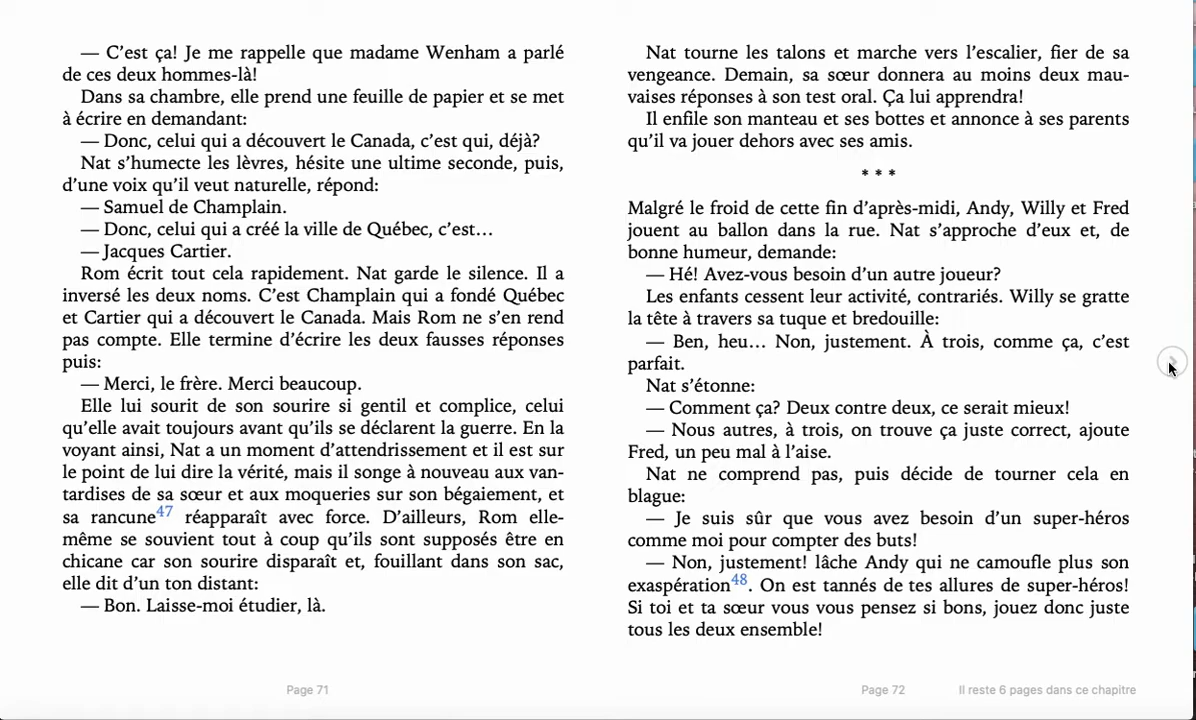 — C’est ça! Je me rappelle que madame Wenham a parlé
de ces deux hommes-là!
Dans sa chambre, elle prend une feuille de papier et se met
à écrire en demandant:
— Donc, celui qui a découvert le Canada, c’est qui, déjà?
Nat s’humecte les lèvres, hésite une ultime seconde, puis,
d’une voix qu’il veut naturelle, répond:
— Samuel de Champlain.
— Donc, celui qui a créé la ville de Québec, c’est…
— Jacques Cartier.
Rom écrit tout cela rapidement. Nat garde le silence. Il a
inversé les deux noms. C’est Champlain qui a fondé Québec
et Cartier qui a découvert le Canada. Mais Rom ne s’en rend
pas compte. Elle termine d’écrire les deux fausses réponses
puis:
— Merci, le frère. Merci beaucoup.
Elle lui sourit de son sourire si gentil et complice, celui
qu’elle avait toujours avant qu’ils se déclarent la guerre. En la
voyant ainsi, Nat a un moment d’attendrissement et il est sur
le point de lui dire la vérité, mais il songe à nouveau aux van-
tardises de sa sœur et aux moqueries sur son bégaiement, et
sa rancune47 réapparaît avec force. D’ailleurs, Rom elle-
même se souvient tout à coup qu’ils sont supposés être en
chicane car son sourire disparaît et, fouillant dans son sac,
elle dit d’un ton distant:
— Bon. Laisse-moi étudier, là.
Page 71
Nat tourne les talons et marche vers l’escalier, fier de sa
vengeance. Demain, sa sœur donnera au moins deux mau-
vaises réponses à son test oral. Ça lui apprendra!
Il enfile son manteau et ses bottes et annonce à ses parents
qu’il va jouer dehors avec ses amis.
* * *
Malgré le froid de cette fin d’après-midi, Andy, Willy et Fred
jouent au ballon dans la rue. Nat s’approche d’eux et, de
bonne humeur, demande:
— Hé! Avez-vous besoin d’un autre joueur?
Les enfants cessent leur activité, contrariés. Willy se gratte
la tête à travers sa tuque et bredouille:
— Ben, heu… Non, justement. À trois, comme ça, c’est
parfait.
Nat s’étonne:
— Comment ça? Deux contre deux, ce serait mieux!
— Nous autres, à trois, on trouve ça juste correct, ajoute
Fred, un peu mal à l’aise.
Nat ne comprend pas, puis décide de tourner cela en
blague:
— Je suis sûr que vous avez besoin d’un super-héros
comme moi pour compter des buts!
— Non, justement! lâche Andy qui ne camoufle plus son
exaspération48. On est tannés de tes allures de super-héros!
Si toi et ta sœur vous vous pensez si bons, jouez donc juste
tous les deux ensemble!
Page 72
Il reste 6 pages dans ce chapitre